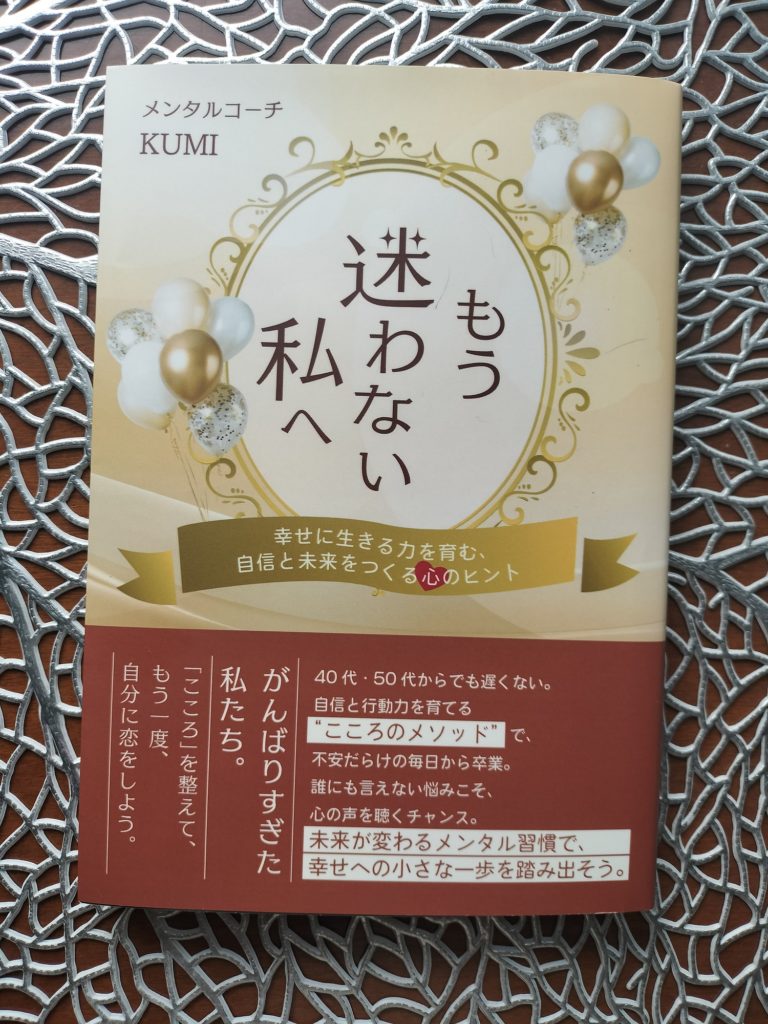 メンタルコーチ
KUMI
もう
迷わない
私へ
幸せに生きる力を育む、
自信と未来をつくる心のヒント
がんばりすぎた
私たち。
「こころ」を整えて、
もう一度、
自分に恋をしよう。
40代・50代からでも遅くない。
自信と行動力を育てる
“こころのメソッド”で、
不安だらけの毎日から卒業。
誰にも言えない悩みこそ、
心の声を聴くチャンス。
未来が変わるメンタル習慣で、
幸せへの小さな一歩を踏み出そう。